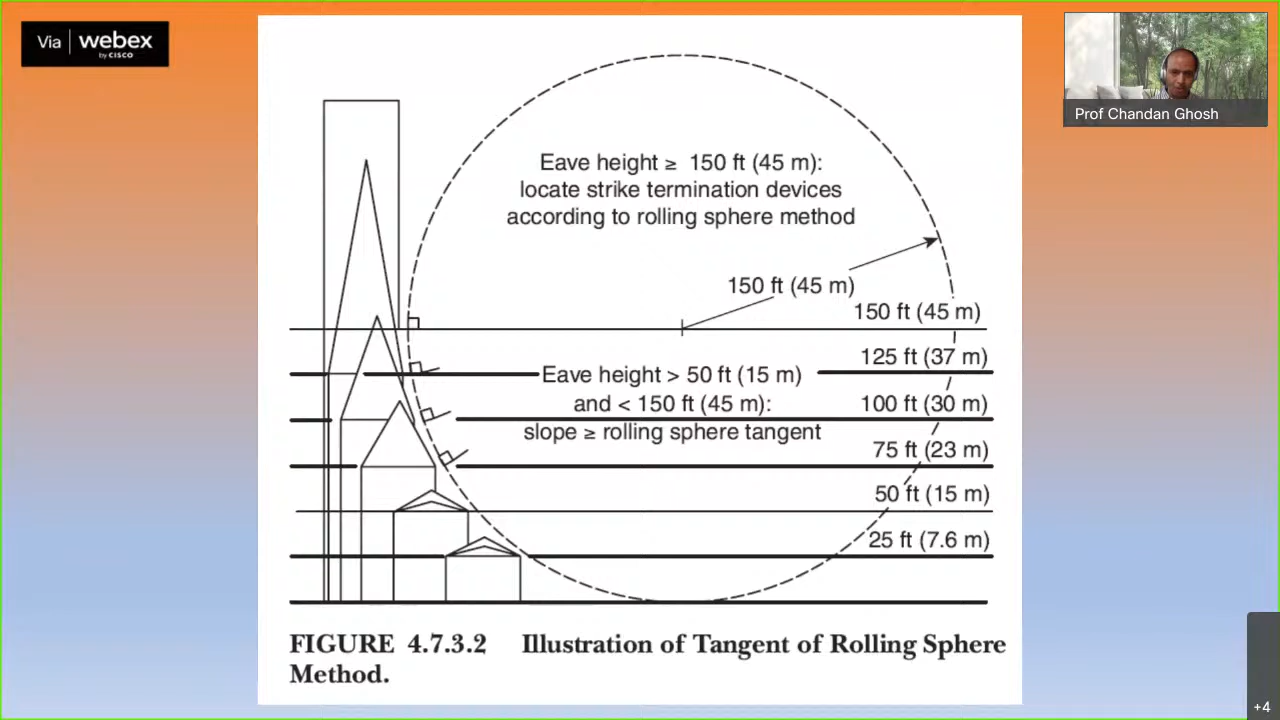 Via webex
by CISCO
Prof Chandan Ghosh
Eave height ≥ 150 ft (45 m):
locate strike termination devices
according to rolling sphere method
150 ft (45 m)
150 ft (45 m)
125 ft (37 m)
Eave height > 50 ft (15 m)
and < 150 ft (45 m):
100 ft (30 m)
slope ≥ rolling sphere tangent
75 ft (23 m)
50 ft (15 m)
25 ft (7.6 m)
FIGURE 4.7.3.2 Illustration of Tangent of Rolling Sphere
Method.
+4